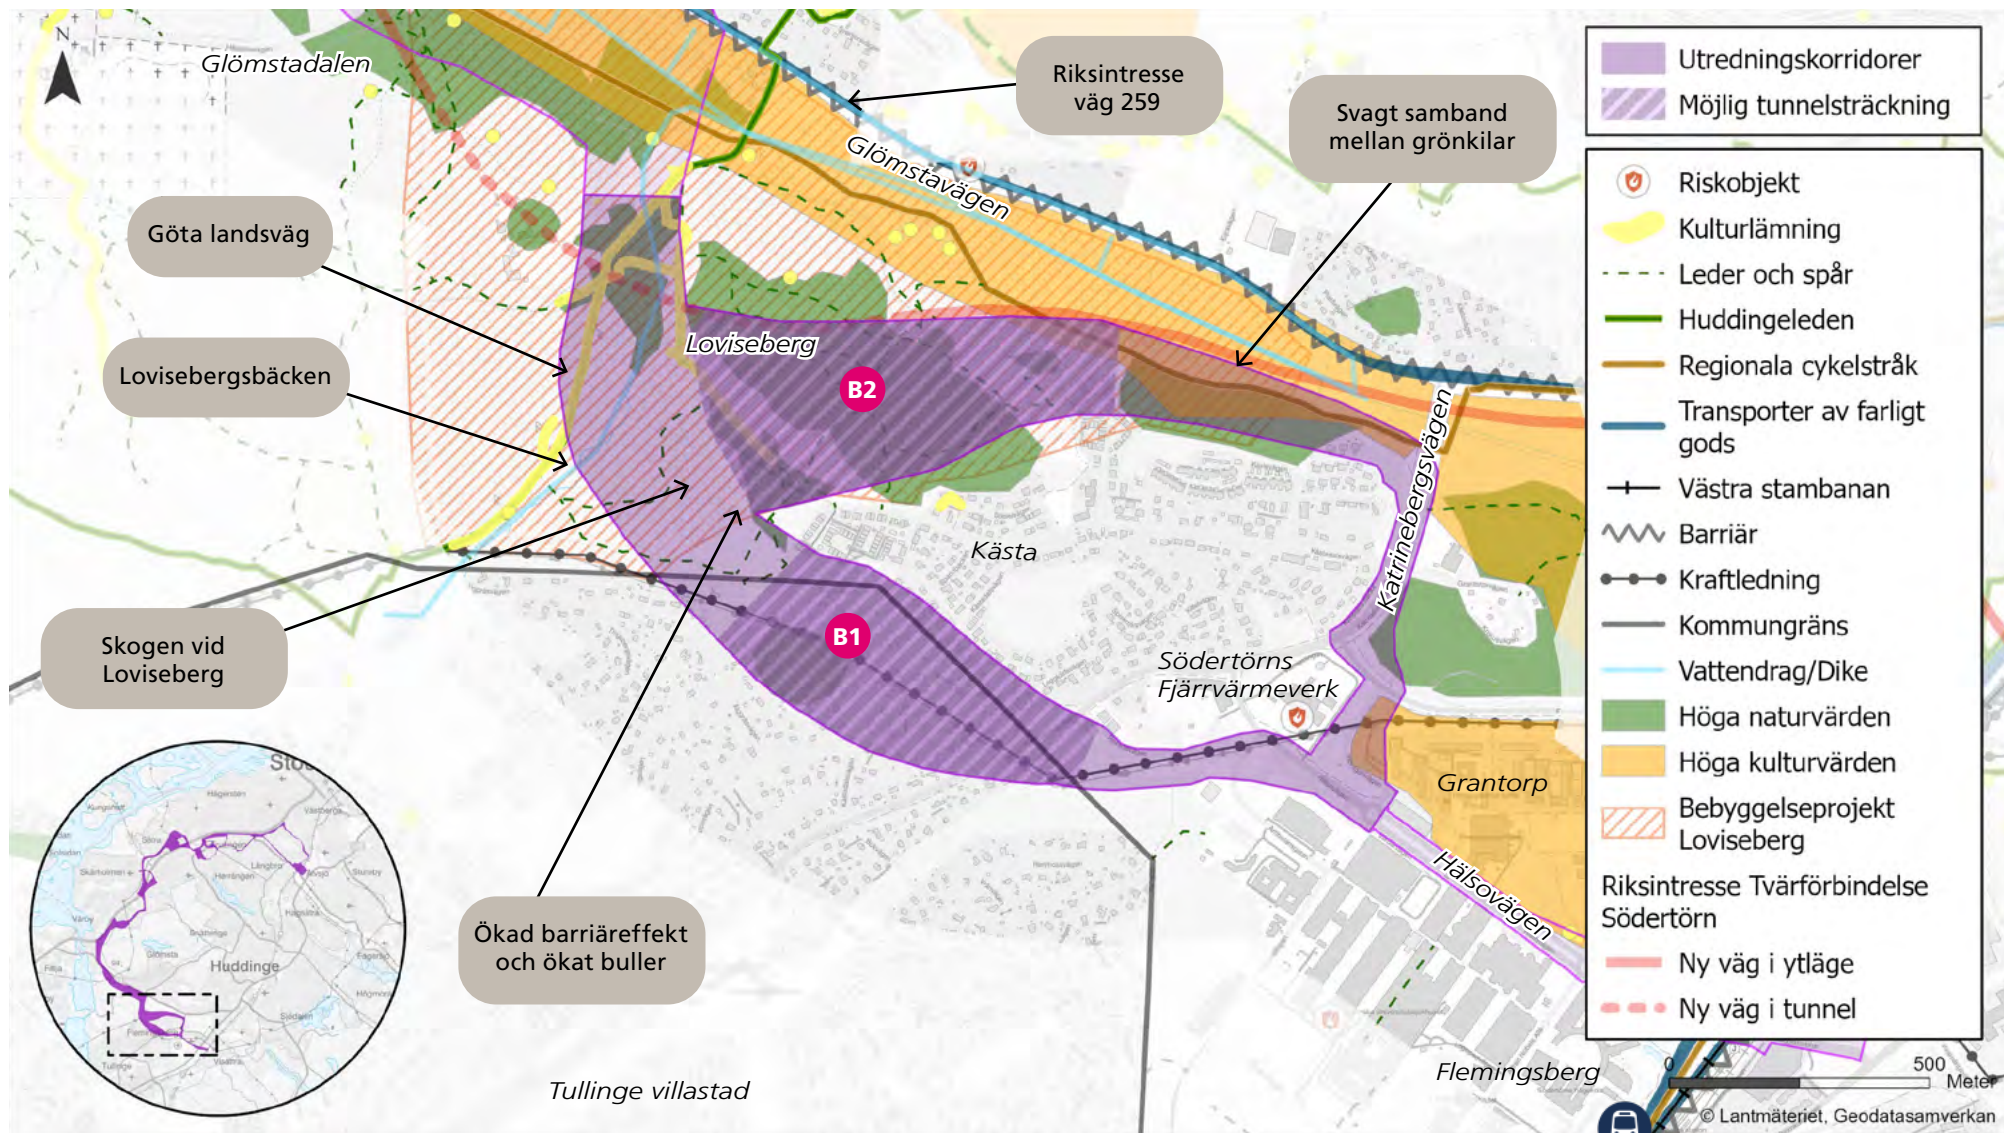 N
Glömstadalen
Riksintresse
väg 259
Svagt samband
mellan grönkilar
Glömstavägen
Göta landsväg
Lovisebergsbäcken
Loviseberg
B2
Katrinebergsvägen
Kästa
Skogen vid
Loviseberg
B1
Södertörns
Fjärrvärmeverk
Grantorp
Hälsovägen
Ökad barriäreffekt
och ökat buller
Flemingsberg
Tullinge villastad
Utredningskorridorer
Möjlig tunnelsträckning
Riskobjekt
Kulturlämning
Leder och spår
Huddingeleden
Regionala cykelstråk
Transporter av farligt
gods
Västra stambanan
Barriär
Kraftledning
Kommungräns
Vattendrag/Dike
Höga naturvärden
Höga kulturvärden
Bebyggelseprojekt
Loviseberg
Riksintresse Tvärförbindelse
Södertörn
Ny väg i ytläge
Ny väg i tunnel
0 500
Meter
© Lantmäteriet, Geodatasamverkan
Huddinge
Glömsta
Tullinge